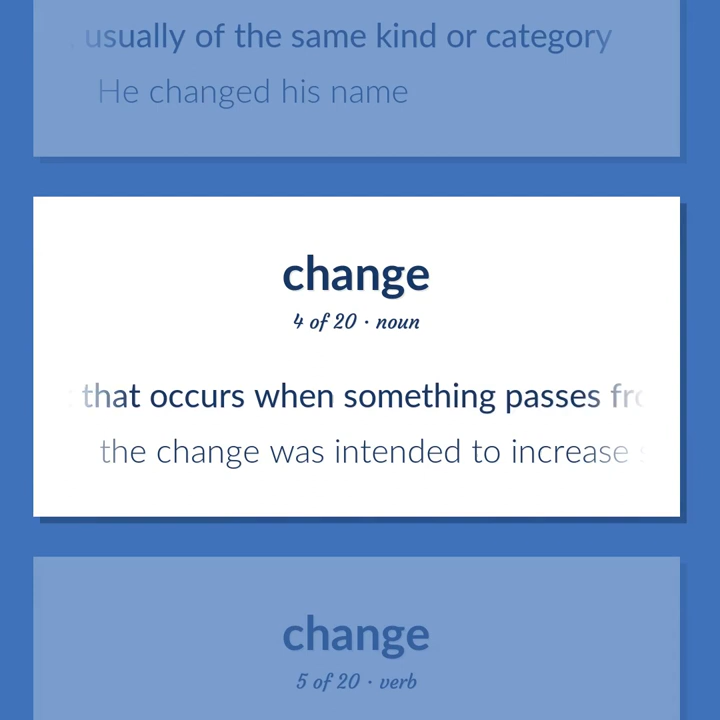 usually of the same kind or category
He changed his name
change
4 of 20 · noun
that occurs when something passes
the change was intended to increase
change
5 of 20 · verb